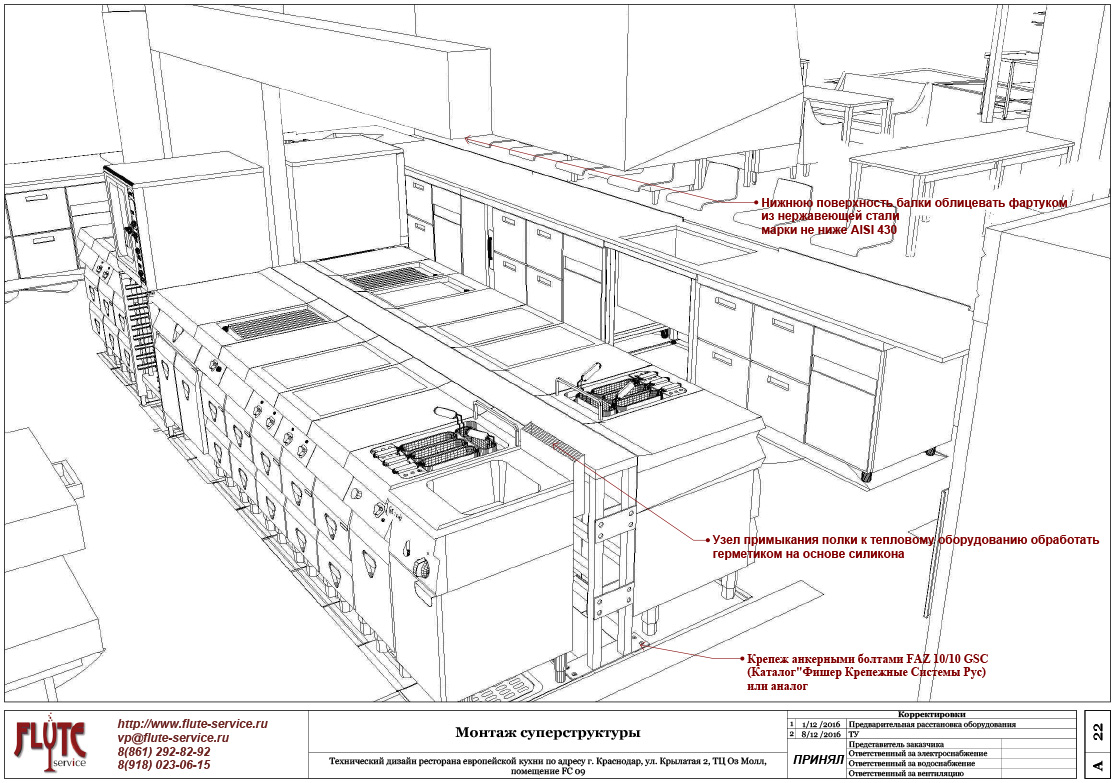 Нижнюю поверхность балки облицевать фартуком
из нержавеющей стали
марки не ниже AISI 430
Узел примыкания полки к тепловому оборудованию обработать
герметиком на основе силикона
Крепеж анкерными болтами FAZ 10/10 GSC
(Каталог"Фишер Крепежные Системы Рус)
или аналог
FLUTE
service
http://www.flute-service.ru
vp@flute-service.ru
8(861) 292-82-92
8(918) 023-06-15
Монтаж суперструктуры
Технический дизайн ресторана европейской кухни по адресу г. Краснодар, ул. Крылатая 2, ТЦ Оз Молл,
помещение FC 09
Корректировки
1 1/12 /2016 Предварительная расстановка оборудования
2 8/12 /2016 ТУ
ПРИНЯЛ
Представитель заказчика
Ответственный за электроснабжение
Ответственный за водоснабжение
Ответственный за вентиляцию
22
A